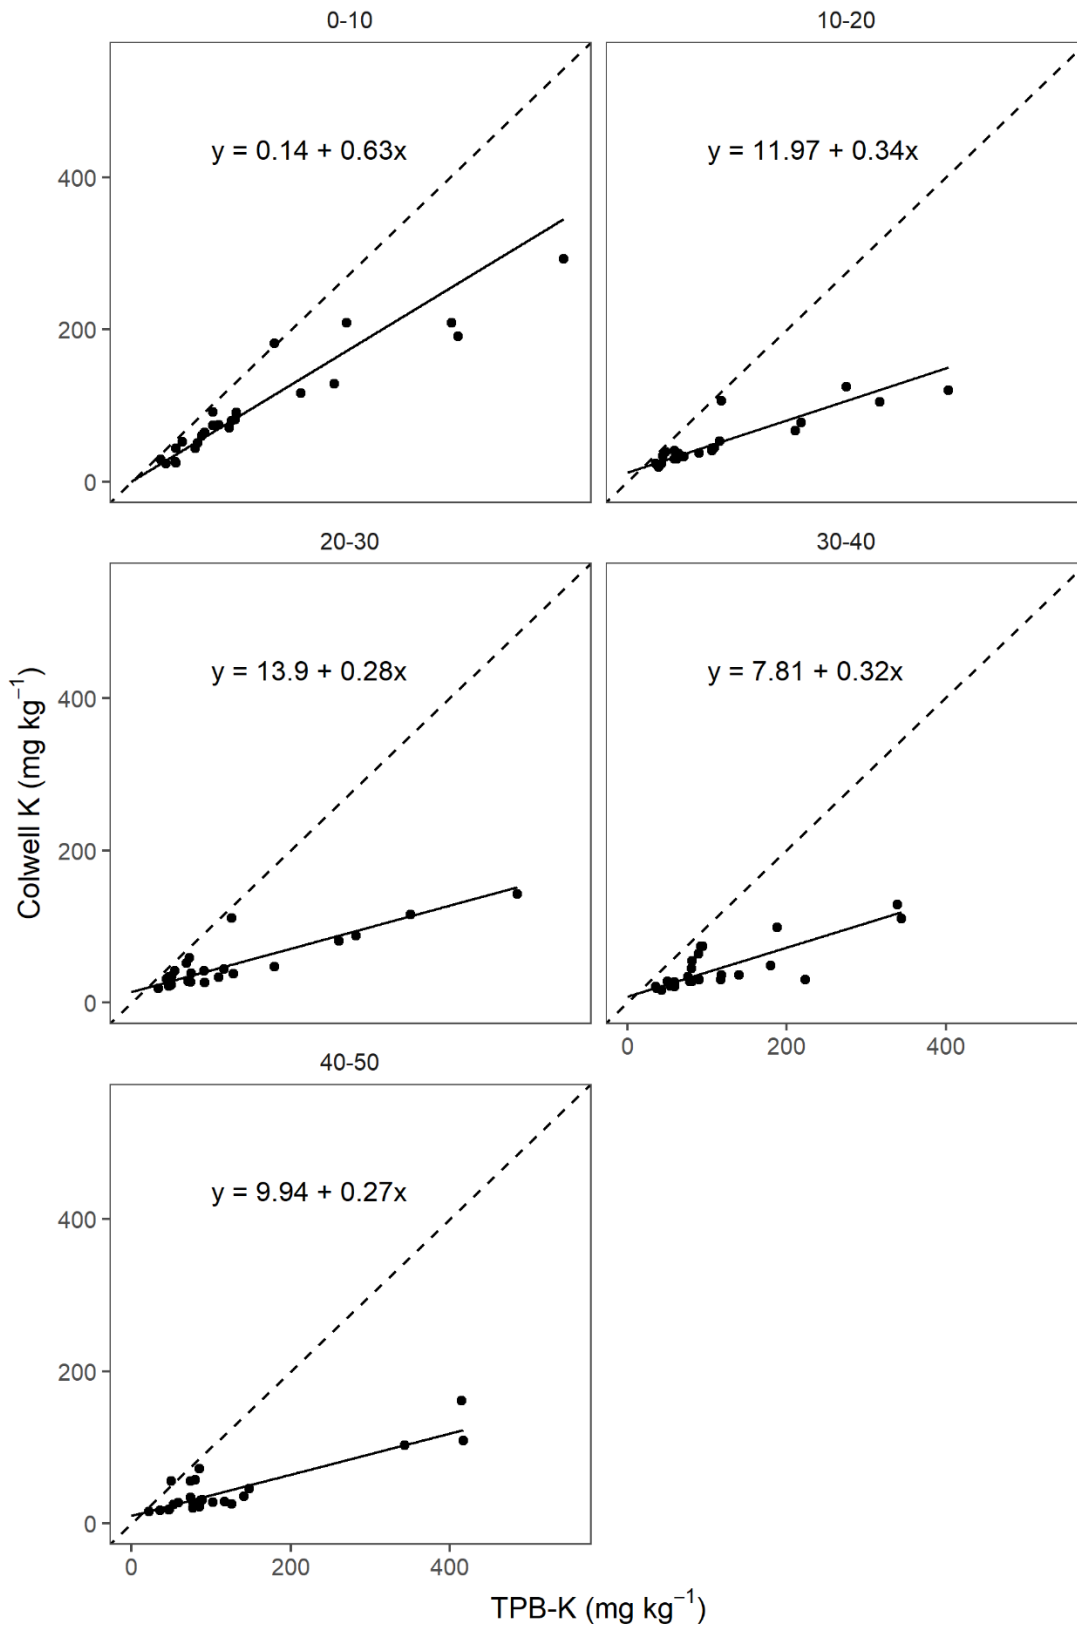 0-10
10-20
y = 0.14 + 0.63x
y = 11.97 + 0.34x
400
200
0
20-30
30-40
y = 13.9 + 0.28x
y = 7.81 + 0.32x
400
200
0
0 200 400
40-50
y = 9.94 + 0.27x
400
200
0
0 200 400
Colwell K (mg kg⁻¹)
TPB-K (mg kg⁻¹)